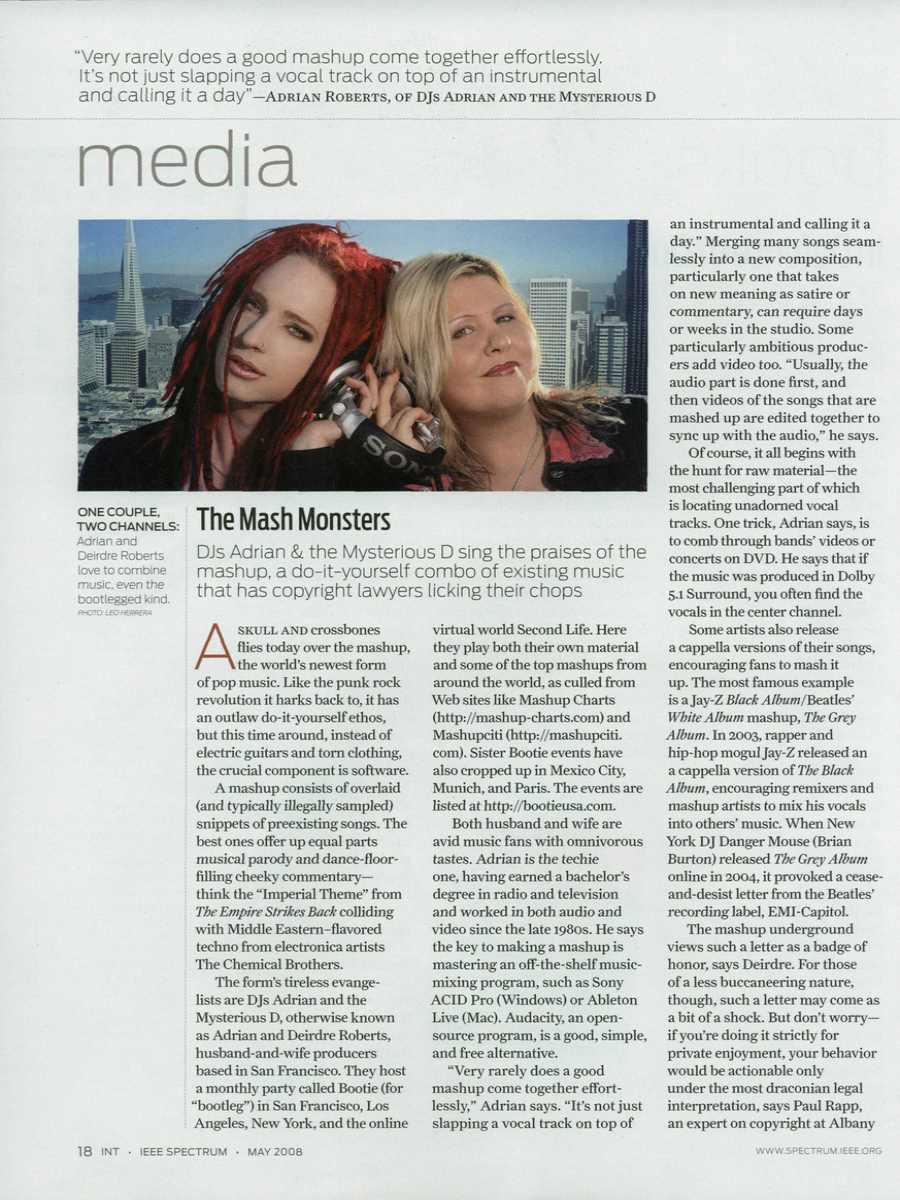 “Very rarely does a good mashup come together effortlessly.
It’s not just slapping a vocal track on top of an instrumental
and calling it a day”—ADRIAN ROBERTS, OF DJS ADRIAN AND THE MYSTERIOUS D
media
SONY
ONE COUPLE,
TWO CHANNELS:
Adrian and
Deirdre Roberts
love to combine
music, even the
bootlegged kind.
PHOTO: LEO HERRERA
The Mash Monsters
DJs Adrian & the Mysterious D sing the praises of the
mashup, a do-it-yourself combo of existing music
that has copyright lawyers licking their chops
A SKULL AND crossbones
flies today over the mashup,
the world’s newest form
of pop music. Like the punk rock
revolution it harks back to, it has
an outlaw do-it-yourself ethos,
but this time around, instead of
electric guitars and torn clothing,
the crucial component is software.
A mashup consists of overlaid
(and typically illegally sampled)
snippets of preexisting songs. The
best ones offer up equal parts
musical parody and dance-floor-
filling cheeky commentary—
think the “Imperial Theme” from
The Empire Strikes Back colliding
with Middle Eastern–flavored
techno from electronica artists
The Chemical Brothers.
The form’s tireless evange-
lists are DJs Adrian and the
Mysterious D, otherwise known
as Adrian and Deirdre Roberts,
husband-and-wife producers
based in San Francisco. They host
a monthly party called Bootie (for
“bootleg”) in San Francisco, Los
Angeles, New York, and the online
virtual world Second Life. Here
they play both their own material
and some of the top mashups from
around the world, as culled from
Web sites like Mashup Charts
(http://mashup-charts.com) and
Mashupciti (http://mashupciti.
com). Sister Bootie events have
also cropped up in Mexico City,
Munich, and Paris. The events are
listed at http://bootieusa.com.
Both husband and wife are
avid music fans with omnivorous
tastes. Adrian is the techie
one, having earned a bachelor’s
degree in radio and television
and worked in both audio and
video since the late 1980s. He says
the key to making a mashup is
mastering an off-the-shelf music-
mixing program, such as Sony
ACID Pro (Windows) or Ableton
Live (Mac). Audacity, an open-
source program, is a good, simple,
and free alternative.
“Very rarely does a good
mashup come together effort-
lessly,” Adrian says. “It’s not just
slapping a vocal track on top of
an instrumental and calling it a
day.” Merging many songs seam-
lessly into a new composition,
particularly one that takes
on new meaning as satire or
commentary, can require days
or weeks in the studio. Some
particularly ambitious produc-
ers add video too. “Usually, the
audio part is done first, and
then videos of the songs that are
mashed up are edited together to
sync up with the audio,” he says.
Of course, it all begins with
the hunt for raw material—the
most challenging part of which
is locating unadorned vocal
tracks. One trick, Adrian says, is
to comb through bands’ videos or
concerts on DVD. He says that if
the music was produced in Dolby
5.1 Surround, you often find the
vocals in the center channel.
Some artists also release
a cappella versions of their songs,
encouraging fans to mash it
up. The most famous example
is a Jay-Z Black Album/Beatles’
White Album mashup, The Grey
Album. In 2003, rapper and
hip-hop mogul Jay-Z released an
a cappella version of The Black
Album, encouraging remixers and
mashup artists to mix his vocals
into others’ music. When New
York DJ Danger Mouse (Brian
Burton) released The Grey Album
online in 2004, it provoked a cease-
and-desist letter from the Beatles’
recording label, EMI-Capitol.
The mashup underground
views such a letter as a badge of
honor, says Deirdre. For those
of a less buccaneering nature,
though, such a letter may come as
a bit of a shock. But don’t worry—
if you’re doing it strictly for
private enjoyment, your behavior
would be actionable only
under the most draconian legal
interpretation, says Paul Rapp,
an expert on copyright at Albany
18 INT · IEEE SPECTRUM · MAY 2008
WWW.SPECTRUM.IEEE.ORG